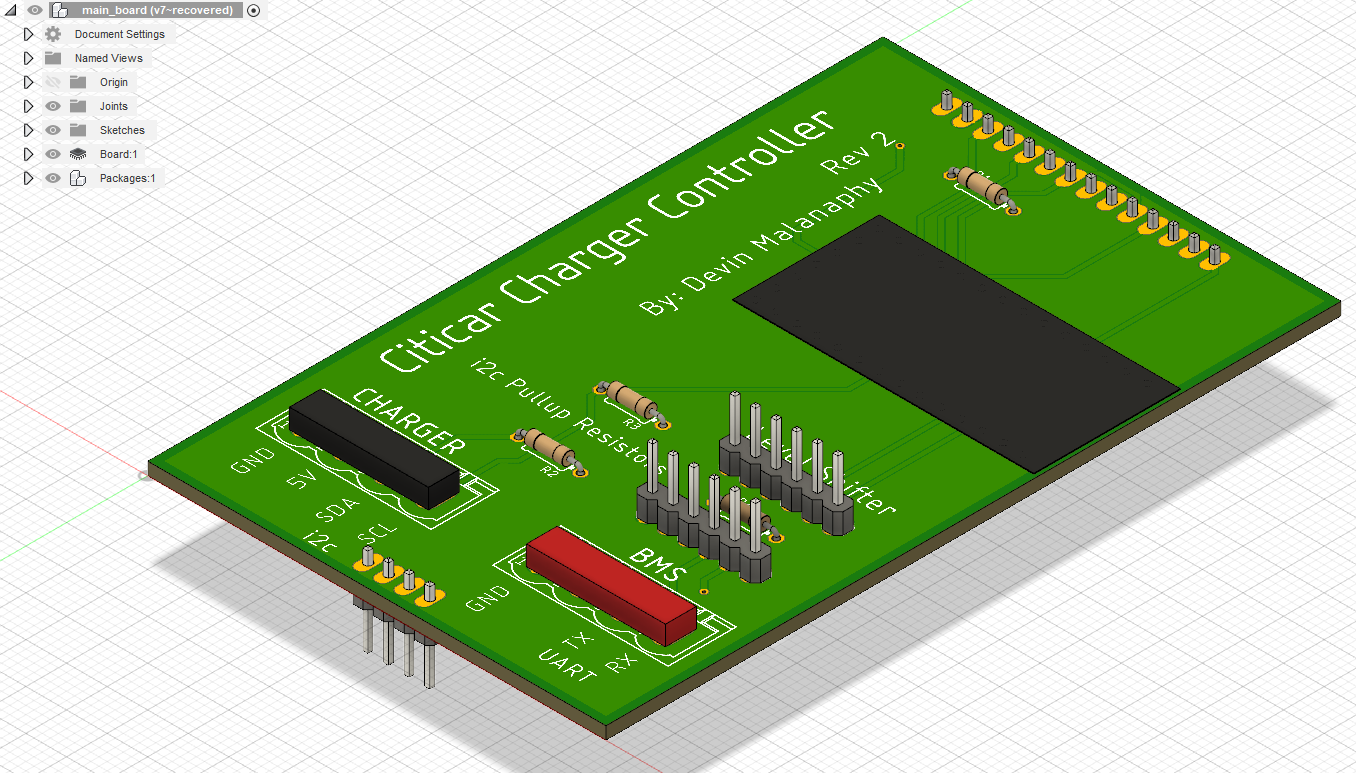 main_board (v7~recovered)
Document Settings
Named Views
Origin
Joints
Sketches
Board:1
Packages:1
Citicar Charger Controller
Rev 2
By: Devin Malanaphy
i2c Pullup Resistors
R3
R2
CHARGER
GND
5V
SDA
SCL
i2c
BMS
GND
TX
RX
UART